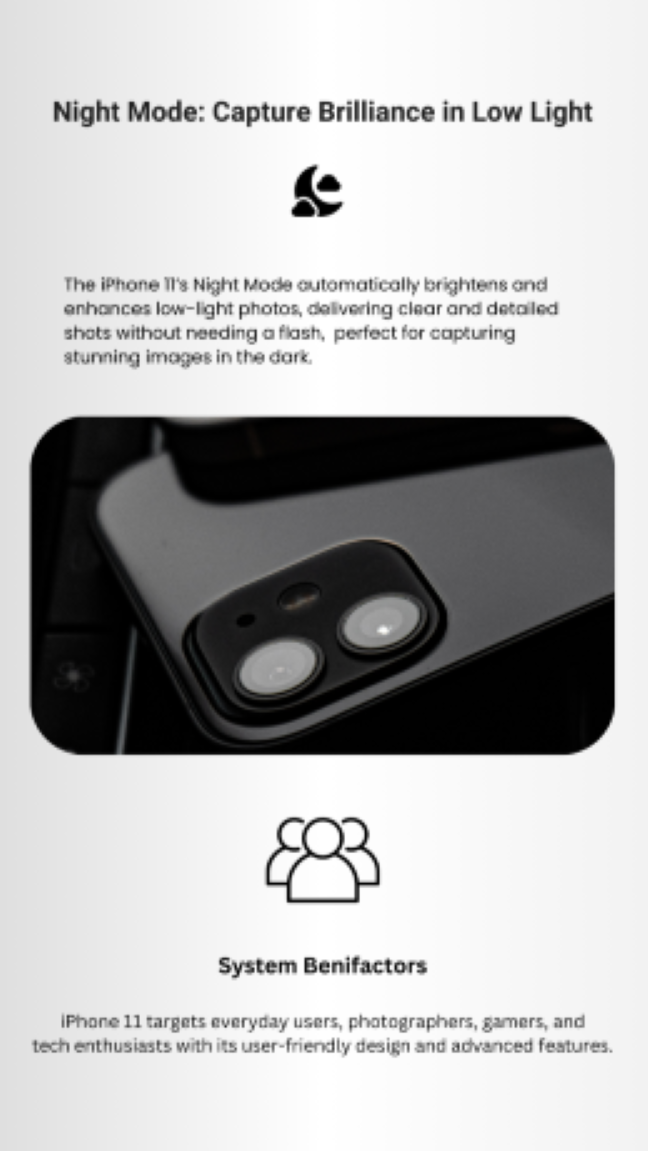 Night Mode: Capture Brilliance in Low Light
The iPhone 11's Night Mode automatically brightens and
enhances low-light photos, delivering clear and detailed
shots without needing a flash, perfect for capturing
stunning images in the dark.
System Benifactors
iPhone 11 targets everyday users, photographers, gamers, and
tech enthusiasts with its user-friendly design and advanced features.